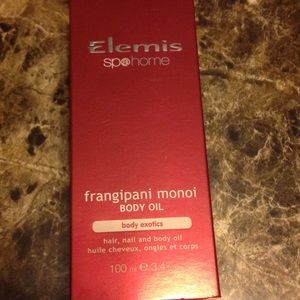 Elemis
sp@home
frangipani monoi
BODY OIL
body exotics
hair, nail and body oil
huile cheveux, ongles et corps
100 ml ℮ 3.4